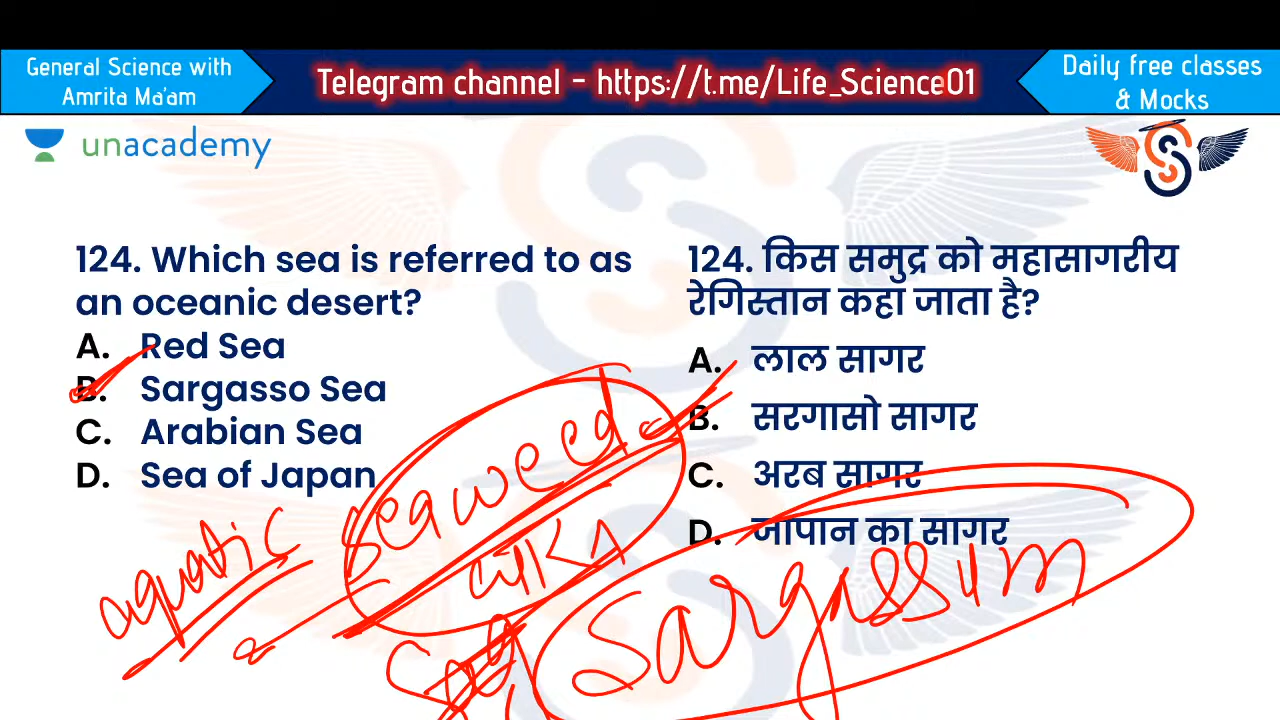 General Science with
Amrita Ma'am
Telegram channel - https://t.me/Life_Science01
Daily free classes
& Mocks
unacademy
124. Which sea is referred to as
an oceanic desert?
A. Red Sea
B. Sargasso Sea
C. Arabian Sea
D. Sea of Japan
124. किस समुद्र को महासागरीय
रेगिस्तान कहा जाता है?
A. लाल सागर
B. सरगासो सागर
C. अरब सागर
D. जापान का सागर
seaweed
aquatic
Sargassum